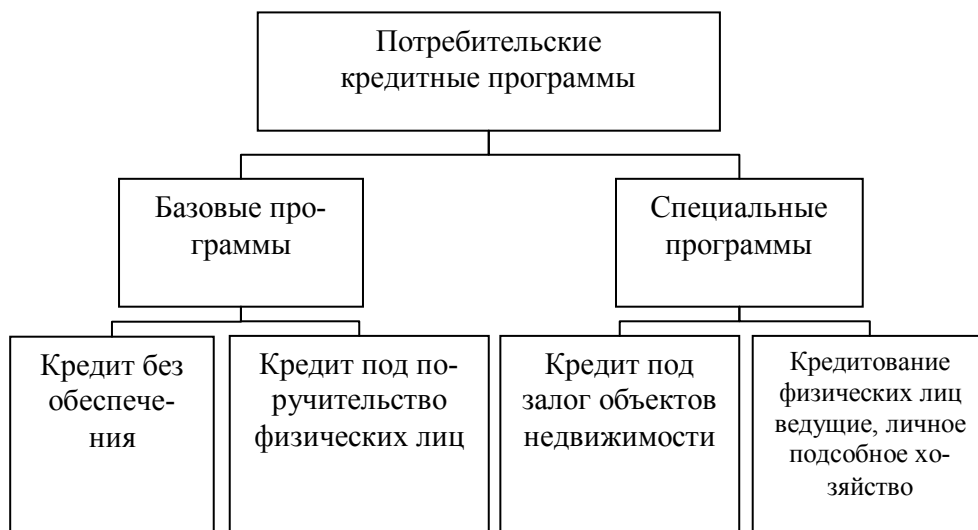 Потребительские
кредитные программы
Базовые про-
граммы
Специальные
программы
Кредит без
обеспече-
ния
Кредит под по-
ручительство
физических лиц
Кредит под
залог объектов
недвижимости
Кредитование
физических лиц
ведущие, личное
подсобное хо-
зяйство